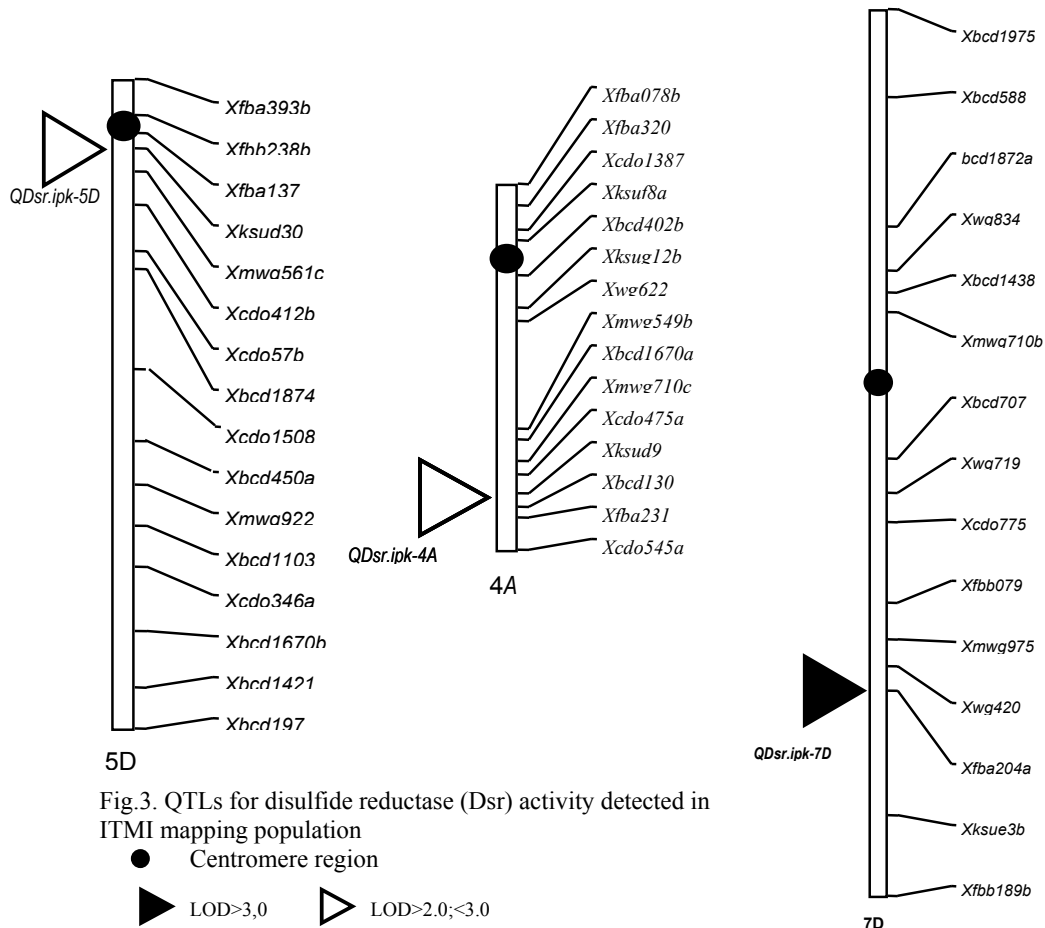 Xfba393b
Xfbb238b
Xfba137
Xksud30
Xmwg561c
Xcdo412b
Xcdo57b
Xbcd1874
Xcdo1508
Xbcd450a
Xmwg922
Xbcd1103
Xcdo346a
Xbcd1670b
Xbcd1421
Xbcd197
QDsr.ipk-5D
5D
Xfba078b
Xfba320
Xcdo1387
Xksuf8a
Xbcd402b
Xksug12b
Xwg622
Xmwg549b
Xbcd1670a
Xmwg710c
Xcdo475a
Xksud9
Xbcd130
Xfba231
Xcdo545a
QDsr.ipk-4A
4A
Xbcd1975
Xbcd588
bcd1872a
Xwg834
Xbcd1438
Xmwg710b
Xbcd707
Xwg719
Xcdo775
Xfbb079
Xmwg975
Xwg420
Xfba204a
Xksue3b
Xfbb189b
QDsr.ipk-7D
7D
Fig.3. QTLs for disulfide reductase (Dsr) activity detected in
ITMI mapping population
Centromere region
LOD>3,0 LOD>2.0;<3.0